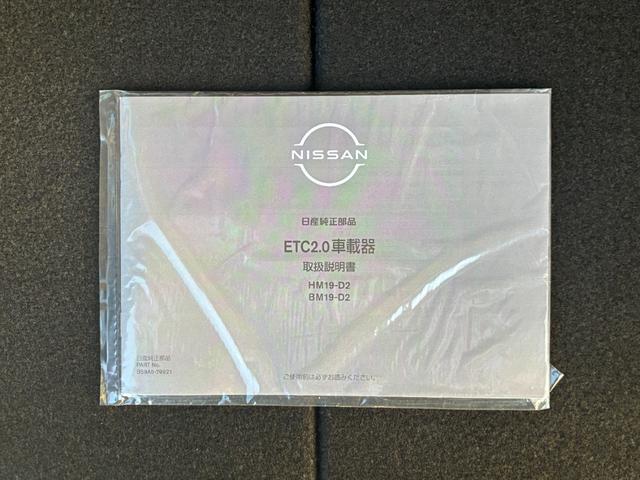 NISSAN
日産純正部品
ETC2.0車載器
取扱説明書
HM19-D2
BM19-D2
日産純正部品
PART No.
ご使用前は必ずお読みください。